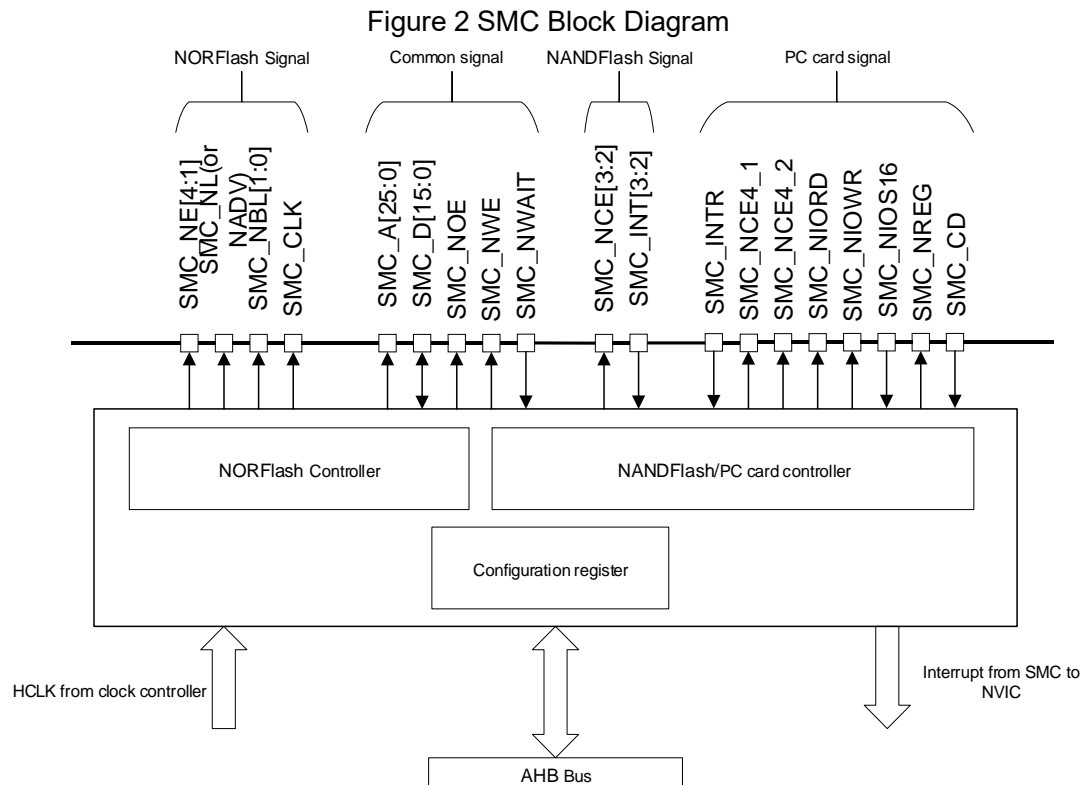 Figure 2 SMC Block Diagram
NORFlash Signal
Common signal
NANDFlash Signal
PC card signal
SMC_NE[4:1]
SMC_NL(or
NADV)
SMC_NBL[1:0]
SMC_CLK
SMC_A[25:0]
SMC_D[15:0]
SMC_NOE
SMC_NWE
SMC_NWAIT
SMC_NCE[3:2]
SMC_INT[3:2]
SMC_INTR
SMC_NCE4_1
SMC_NCE4_2
SMC_NIORD
SMC_NIOWR
SMC_NIOS16
SMC_NREG
SMC_CD
NORFlash Controller
NANDFlash/PC card controller
Configuration register
HCLK from clock controller
Interrupt from SMC to
NVIC
AHB Bus